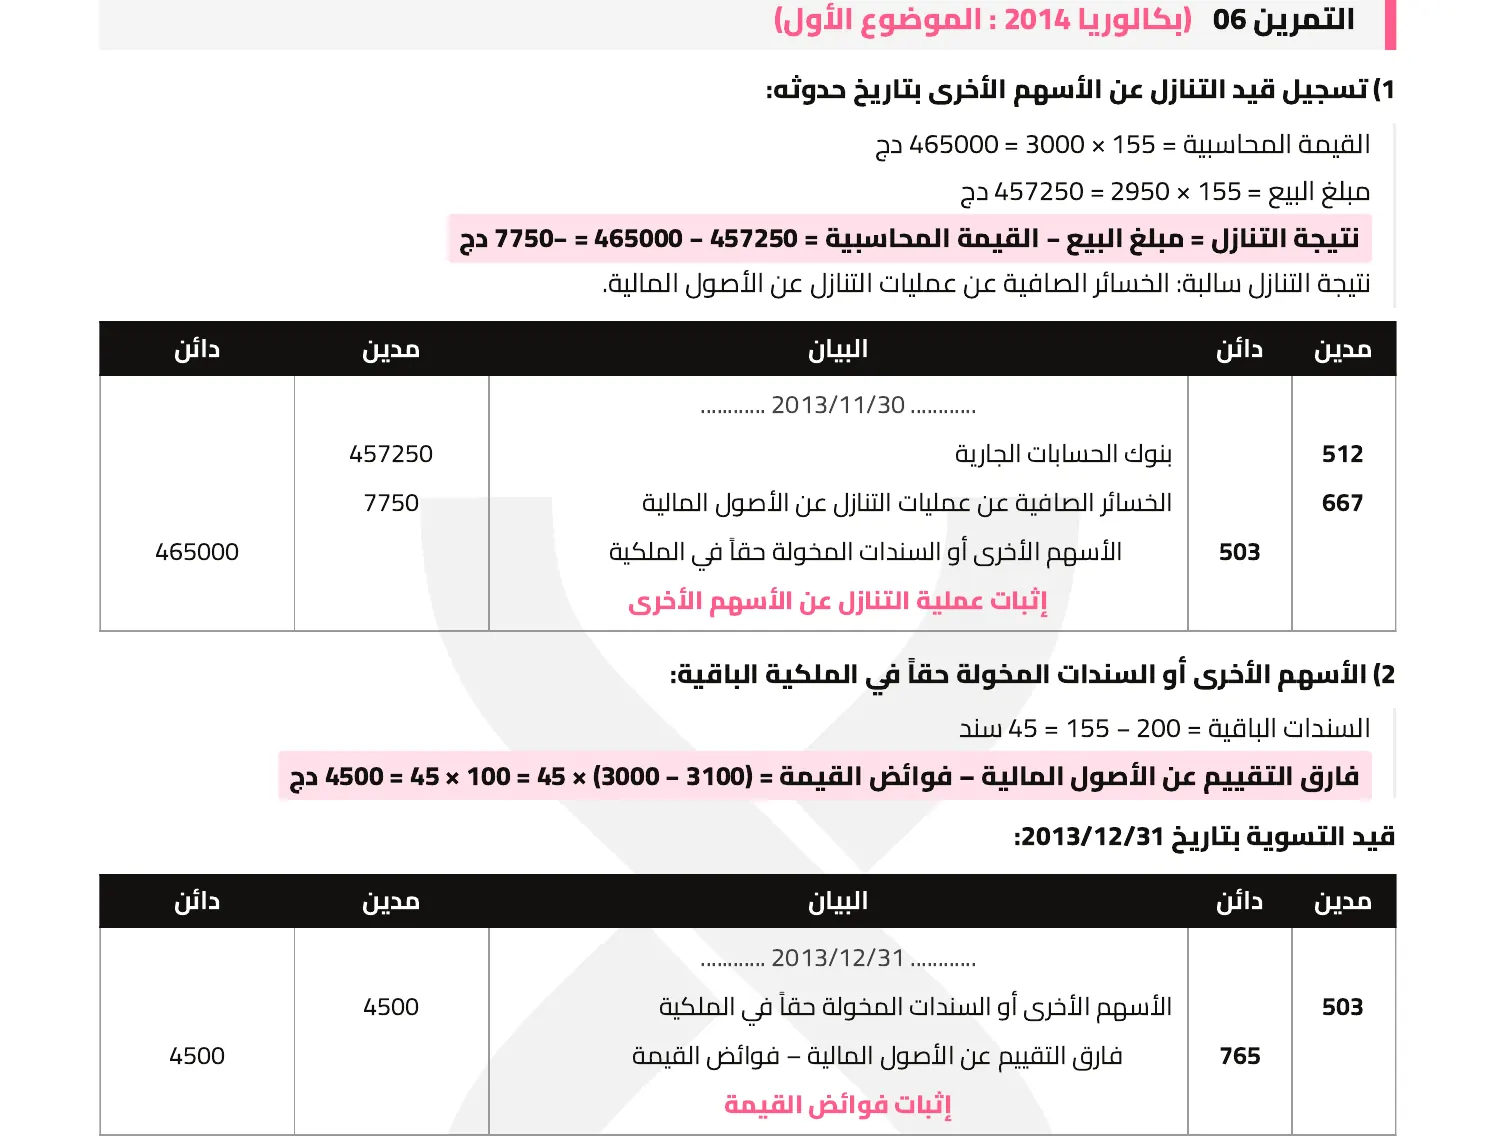 التمرين 06 (بكالوريا 2014 : الموضوع الأول)
1) تسجيل قيد التنازل عن الأسهم الأخرى بتاريخ حدوثه:
القيمة المحاسبية = 155 × 3000 = 465000 دج
مبلغ البيع = 155 × 2950 = 457250 دج
نتيجة التنازل = مبلغ البيع – القيمة المحاسبية = 457250 – 465000 = –7750 دج
نتيجة التنازل سالبة: الخسائر الصافية عن عمليات التنازل عن الأصول المالية.
مدين دائن البيان مدين دائن
............ 2013/11/30 ............
512 بنوك الحسابات الجارية 457250
667 الخسائر الصافية عن عمليات التنازل عن الأصول المالية 7750
503 الأسهم الأخرى أو السندات المخولة حقاً في الملكية 465000
إثبات عملية التنازل عن الأسهم الأخرى
2) الأسهم الأخرى أو السندات المخولة حقاً في الملكية الباقية:
السندات الباقية = 200 – 155 = 45 سند
فارق التقييم عن الأصول المالية – فوائض القيمة = (3100 – 3000) × 45 = 100 × 45 = 4500 دج
قيد التسوية بتاريخ 2013/12/31:
مدين دائن البيان مدين دائن
............ 2013/12/31 ............
503 الأسهم الأخرى أو السندات المخولة حقاً في الملكية 4500
765 فارق التقييم عن الأصول المالية – فوائض القيمة 4500
إثبات فوائض القيمة